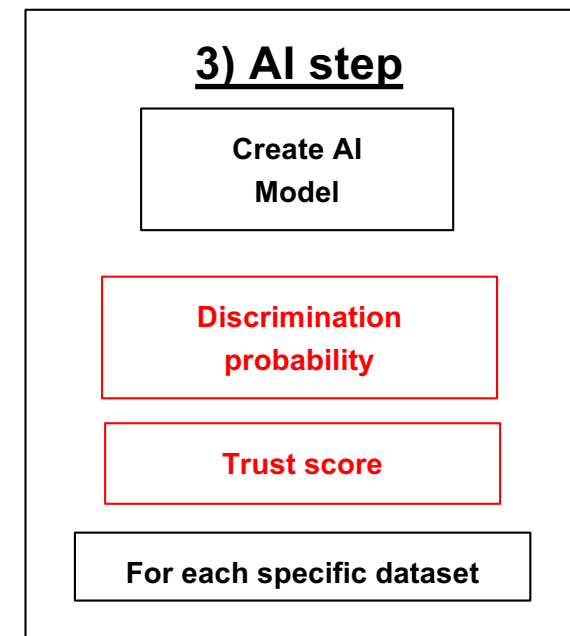 3) AI step
Create AI
Model
Discrimination
probability
Trust score
For each specific dataset